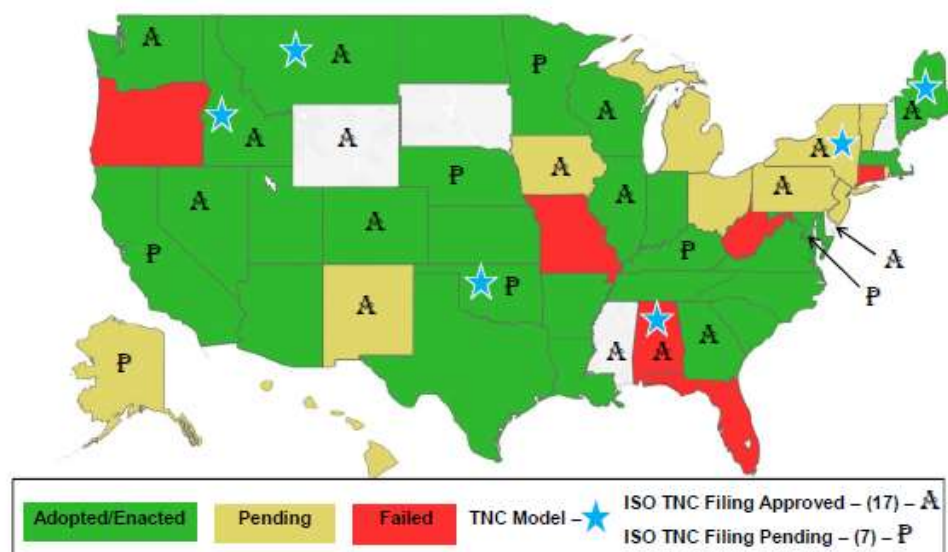 A
A
P
A
A
A
A
A
A
P
A
A
A
A
P
P
A
P
P
A
A
A
A
P
Adopted/Enacted
Pending
Failed
TNC Model –
ISO TNC Filing Approved – (17) – A
ISO TNC Filing Pending – (7) – P